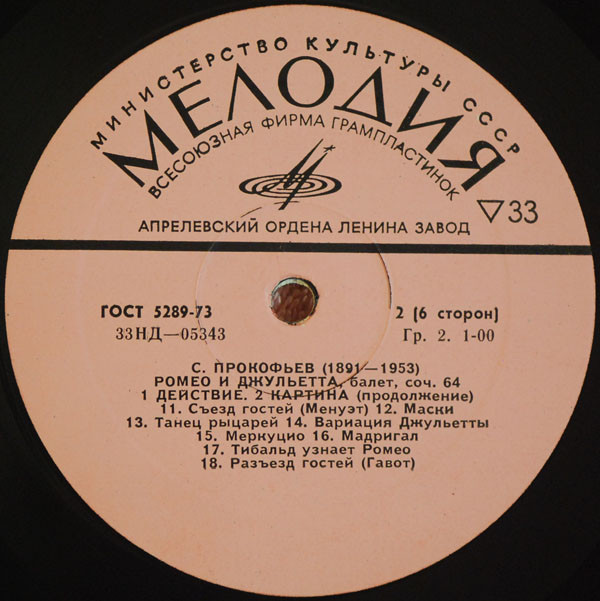 МИНИСТЕРСТВО КУЛЬТУРЫ СССР
МЕЛОДИЯ
ВСЕСОЮЗНАЯ ФИРМА ГРАМПЛАСТИНОК
АПРЕЛЕВСКИЙ ОРДЕНА ЛЕНИНА ЗАВОД
▽33
ГОСТ 5289-73
2 (6 сторон)
33НД—05343
Гр. 2. 1-00
С. ПРОКОФЬЕВ (1891—1953)
РОМЕО И ДЖУЛЬЕТТА, балет, соч. 64
1 ДЕЙСТВИЕ. 2 КАРТИНА (продолжение)
11. Съезд гостей (Менуэт) 12. Маски
13. Танец рыцарей 14. Вариация Джульетты
15. Меркуцио 16. Мадригал
17. Тибальд узнает Ромео
18. Разъезд гостей (Гавот)